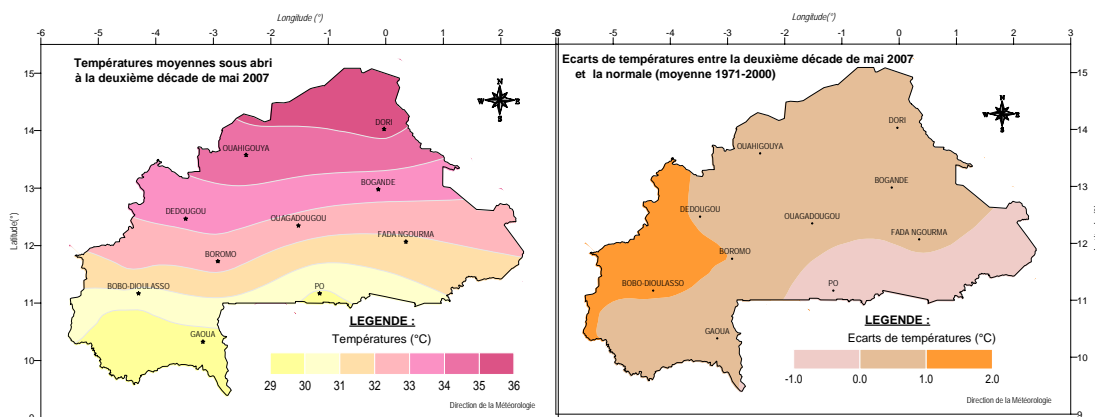 Longitude (°)
-6 -5 -4 -3 -2 -1 0 1 2 3
Températures moyennes sous abri
à la deuxième décade de mai 2007
N
W E
S
15
14
13
12
11
10
Latitude(°)
DORI
OUAHIGOUYA
BOGANDE
DEDOUGOU
OUAGADOUGOU
FADA NGOURMA
BOROMO
BOBO-DIOULASSO
PO
GAOUA
LEGENDE :
Températures (°C)
29 30 31 32 33 34 35 36
Direction de la Météorologie
Longitude (°)
-5 -4 -3 -2 -1 0 1 2 3
Ecarts de températures entre la deuxième décade de mai 2007
et la normale (moyenne 1971-2000)
N
W E
S
15
14
13
12
11
10
9
DORI
OUAHIGOUYA
BOGANDE
DEDOUGOU
OUAGADOUGOU
FADA NGOURMA
BOROMO
BOBO-DIOULASSO
PO
GAOUA
LEGENDE :
Ecarts de températures (°C)
-1.0 0.0 1.0 2.0
Direction de la Météorologie